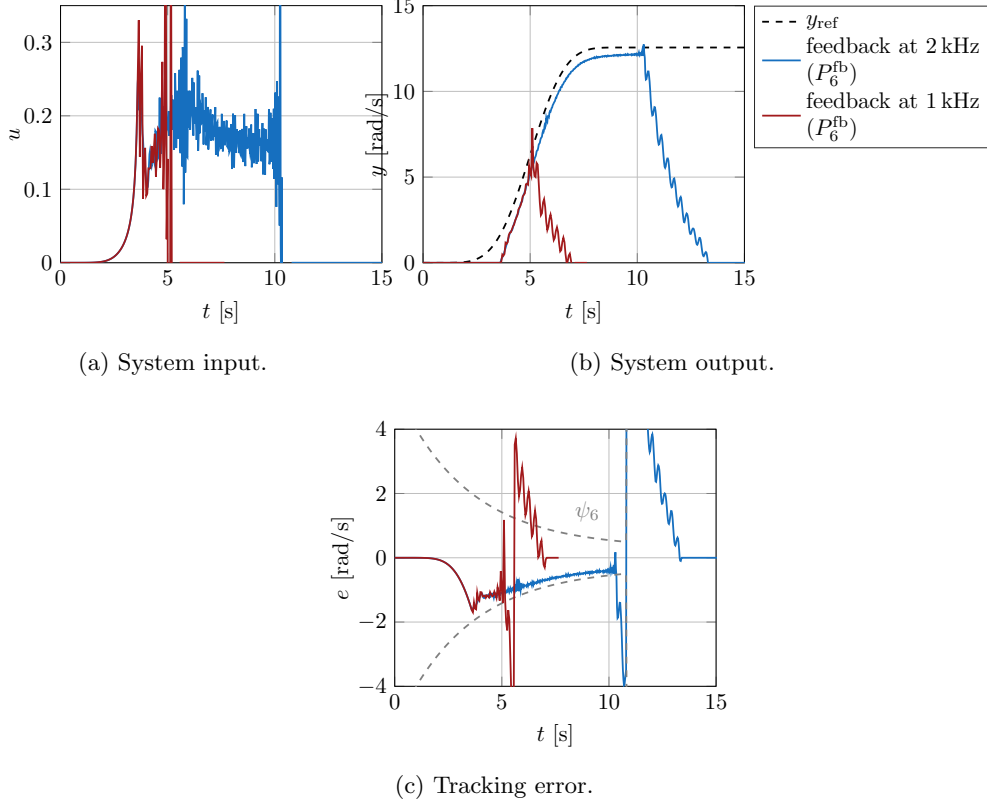 0.3
0.2
0.1
0
u
0
5
10
15
t [s]
(a) System input.
15
10
5
0
y [rad/s]
0
5
10
15
t [s]
(b) System output.
y_ref
feedback at 2 kHz
(P_6^fb)
feedback at 1 kHz
(P_6^fb)
4
2
0
−2
−4
e [rad/s]
ψ_6
0
5
10
15
t [s]
(c) Tracking error.